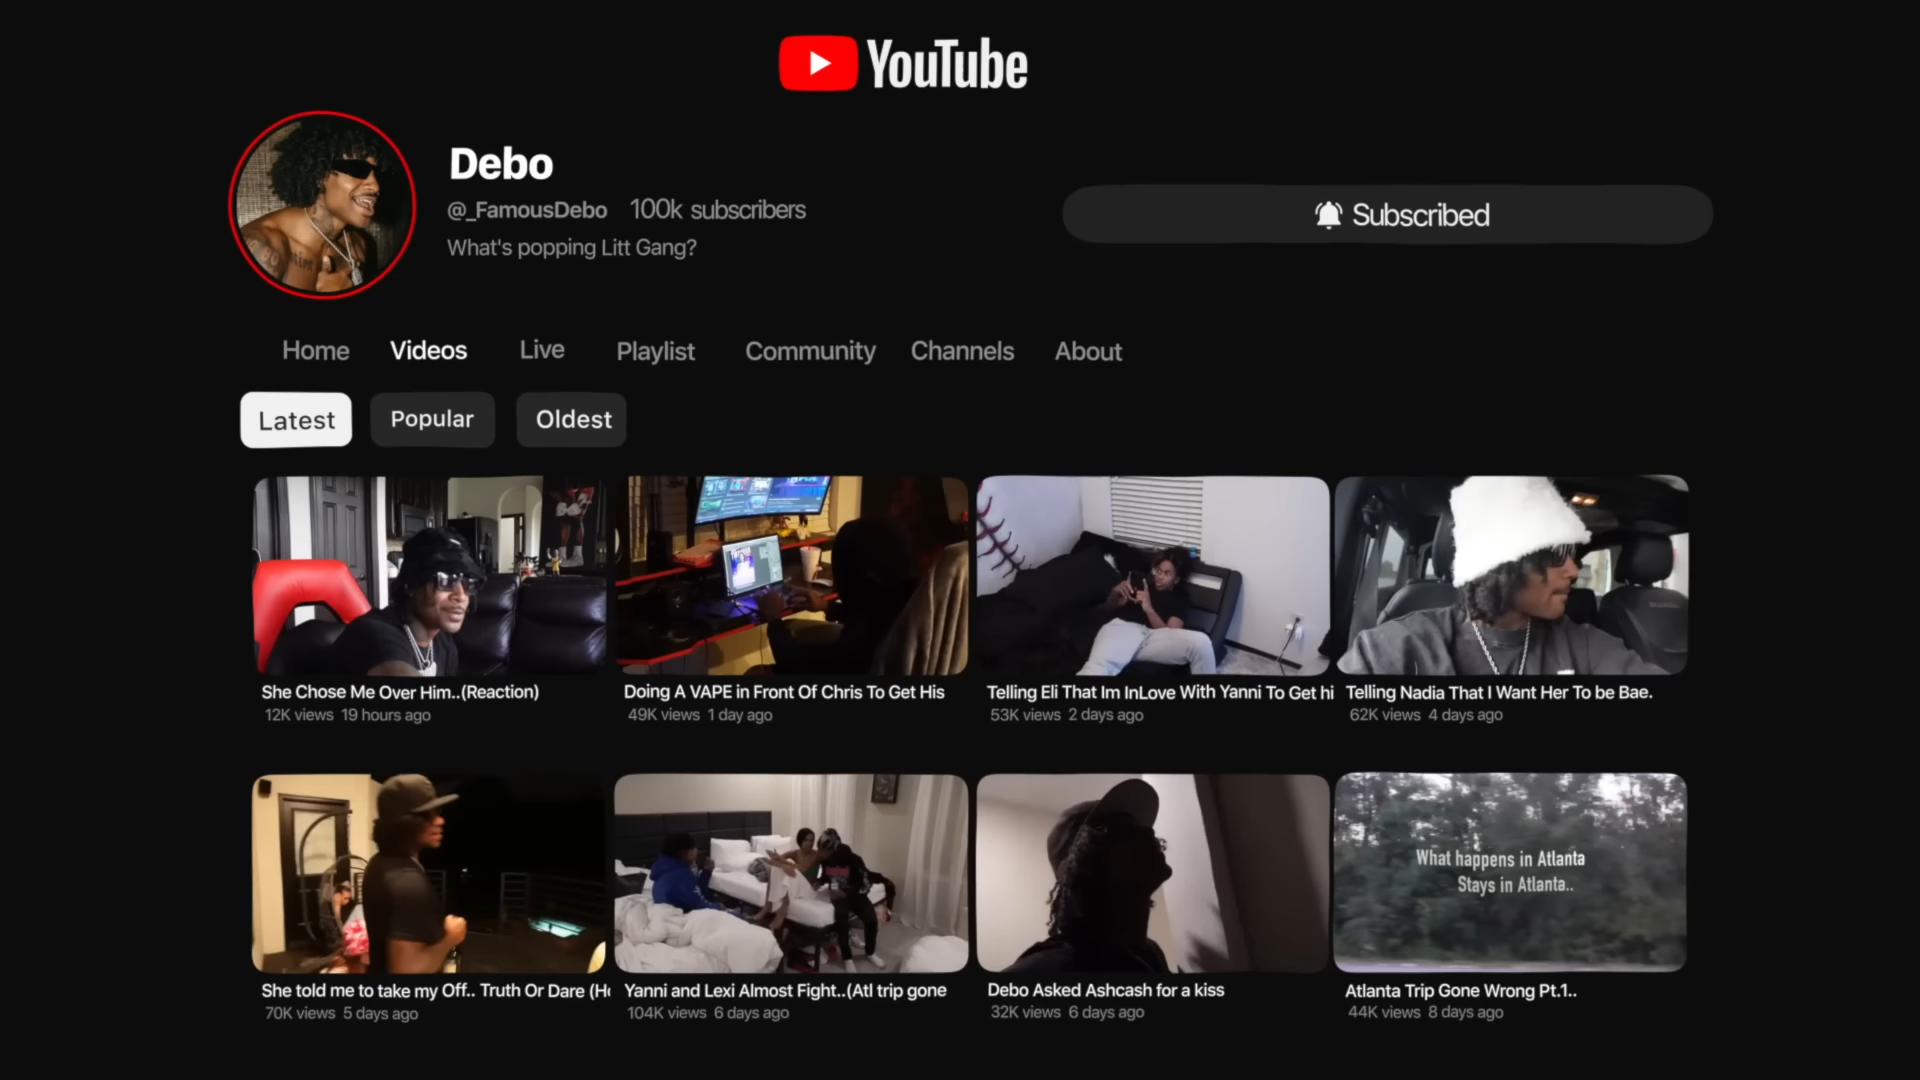 YouTube
Debo
@_FamousDebo 100k subscribers
Subscribed
What's popping Litt Gang?
Home Videos Live Playlist Community Channels About
Latest Popular Oldest
She Chose Me Over Him..(Reaction)
12K views 19 hours ago
Doing A VAPE in Front Of Chris To Get His
49K views 1 day ago
Telling Eli That Im InLove With Yanni To Get hi
53K views 2 days ago
Telling Nadia That I Want Her To be Bae.
62K views 4 days ago
What happens in Atlanta
Stays in Atlanta..
She told me to take my Off.. Truth Or Dare (Ho
70K views 5 days ago
Yanni and Lexi Almost Fight..(Atl trip gone
104K views 6 days ago
Debo Asked Ashcash for a kiss
32K views 6 days ago
Atlanta Trip Gone Wrong Pt.1..
44K views 8 days ago